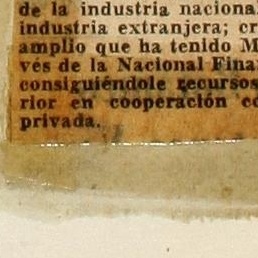 de la industria nacional
industria extranjera; cr
amplio que ha tenido M
vés de la Nacional Fina
consiguiéndole recursos
rior en cooperación co
privada.